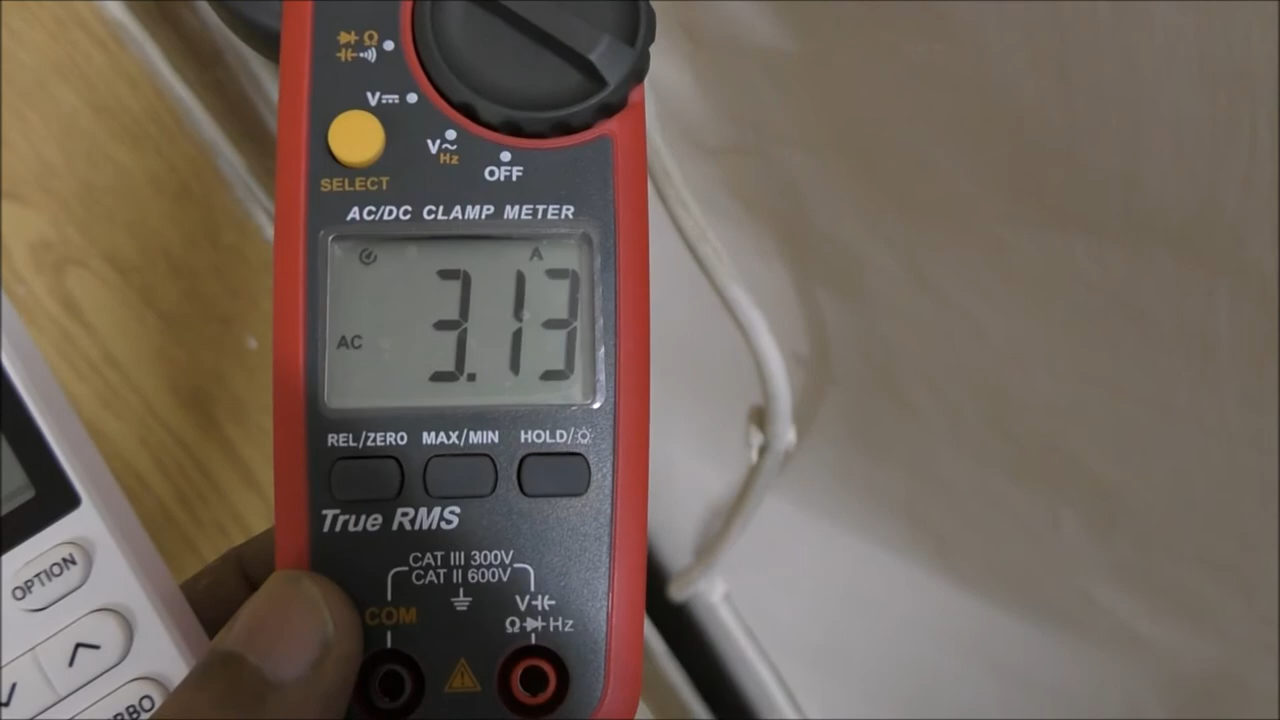 Ω
V⎓
V~
Hz
OFF
SELECT
AC/DC CLAMP METER
A
3.13
AC
REL/ZERO MAX/MIN HOLD/
True RMS
CAT III 300V
CAT II 600V
COM
V
Ω Hz
OPTION